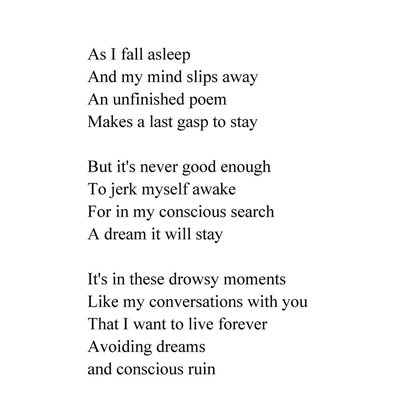 As I fall asleep
And my mind slips away
An unfinished poem
Makes a last gasp to stay
But it's never good enough
To jerk myself awake
For in my conscious search
A dream it will stay
It's in these drowsy moments
Like my conversations with you
That I want to live forever
Avoiding dreams
and conscious ruin